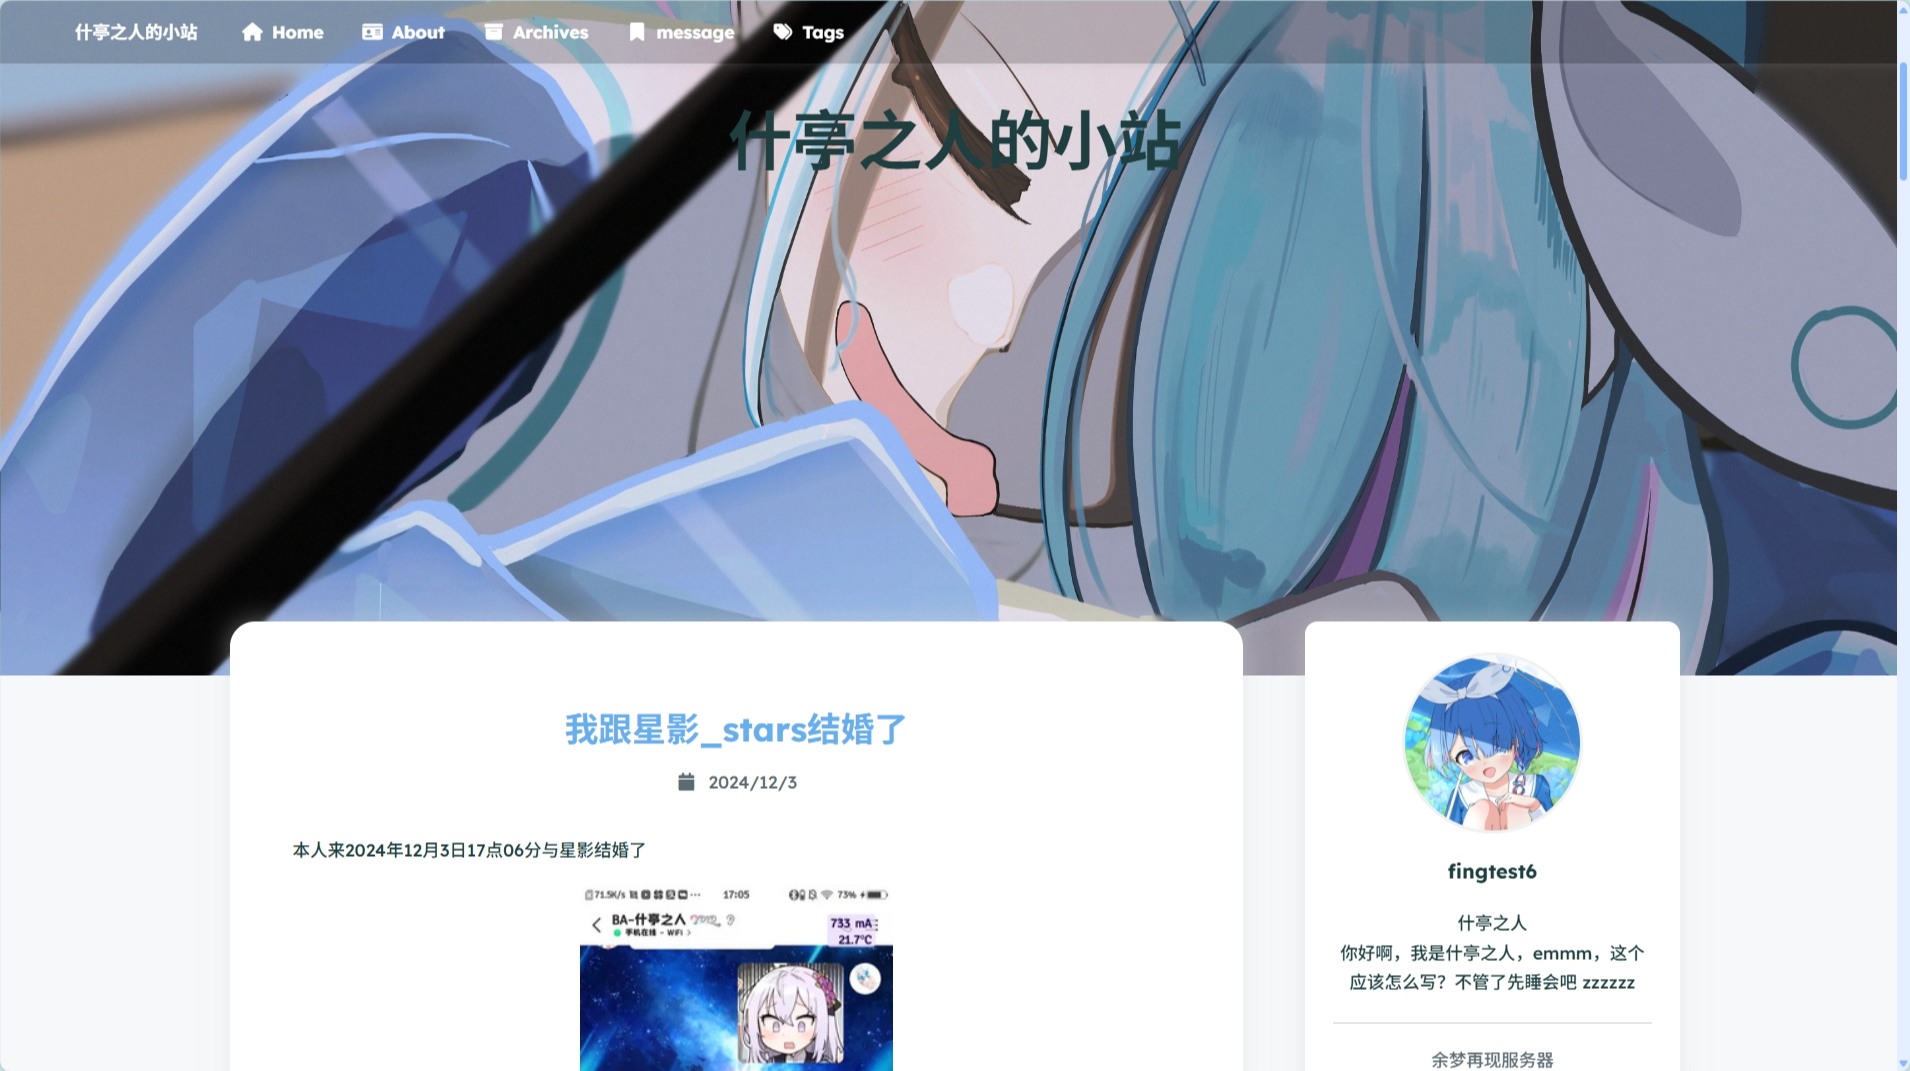 什亭之人的小站 Home About Archives message Tags
什亭之人的小站
我跟星影_stars结婚了
2024/12/3
本人来2024年12月3日17点06分与星影结婚了
71.5K/s 17:05 73%
BA-什亭之人
手机在线 - WiFi >
733 mA
21.7°C
fingtest6
什亭之人
你好啊，我是什亭之人，emmm，这个
应该怎么写？不管了先睡会吧 zzzzzz
余梦再现服务器